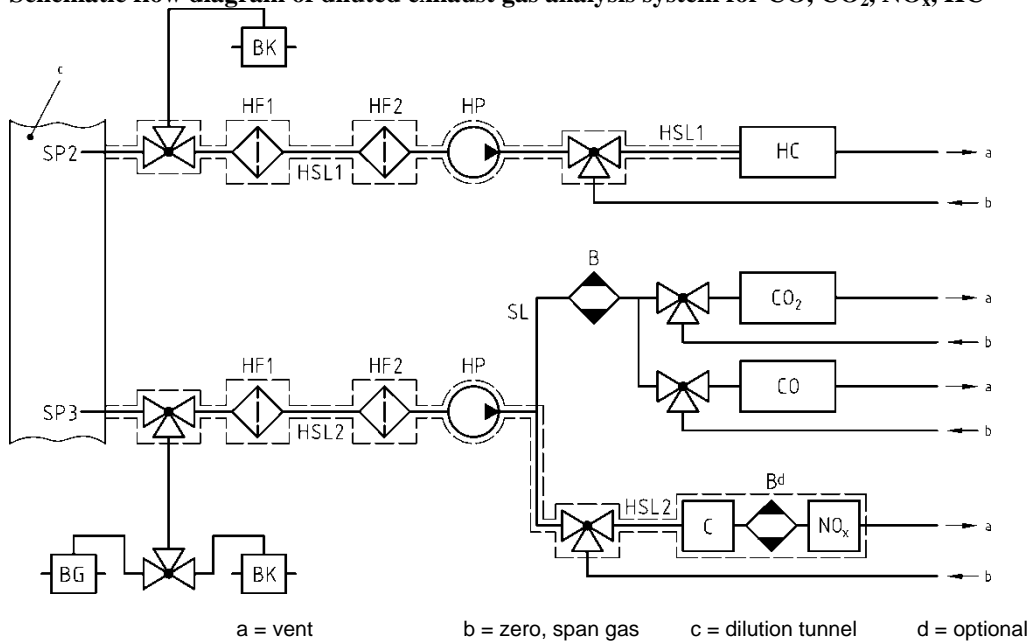 Schematic flow diagram of diluted exhaust gas analysis system for CO, CO2, NOx, HC
BK
c
HF1
HF2
HP
HSL1
SP2
HSL1
HC
a
b
B
SL
CO2
a
b
HF1
HF2
HP
CO
a
SP3
HSL2
b
Bd
HSL2
C
NOx
a
BG
BK
b
a = vent b = zero, span gas c = dilution tunnel d = optional